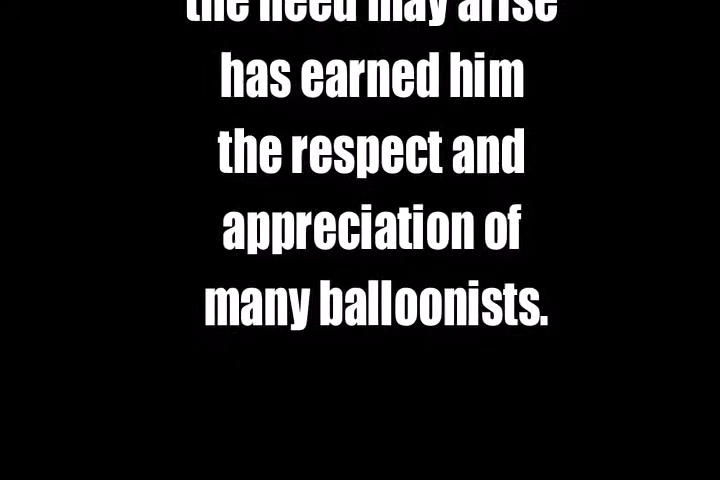 the need may arise
has earned him
the respect and
appreciation of
many balloonists.